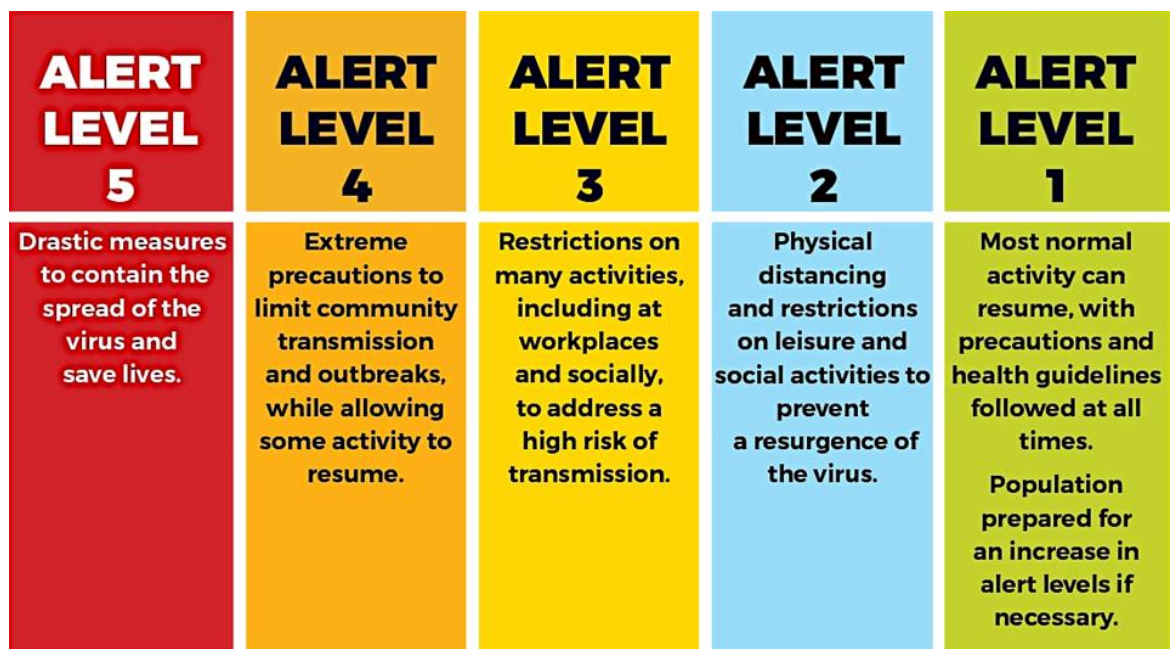 ALERT
LEVEL
5
Drastic measures
to contain the
spread of the
virus and
save lives.
ALERT
LEVEL
4
Extreme
precautions to
limit community
transmission
and outbreaks,
while allowing
some activity to
resume.
ALERT
LEVEL
3
Restrictions on
many activities,
including at
workplaces
and socially,
to address a
high risk of
transmission.
ALERT
LEVEL
2
Physical
distancing
and restrictions
on leisure and
social activities to
prevent
a resurgence of
the virus.
ALERT
LEVEL
1
Most normal
activity can
resume, with
precautions and
health guidelines
followed at all
times.
Population
prepared for
an increase in
alert levels if
necessary.